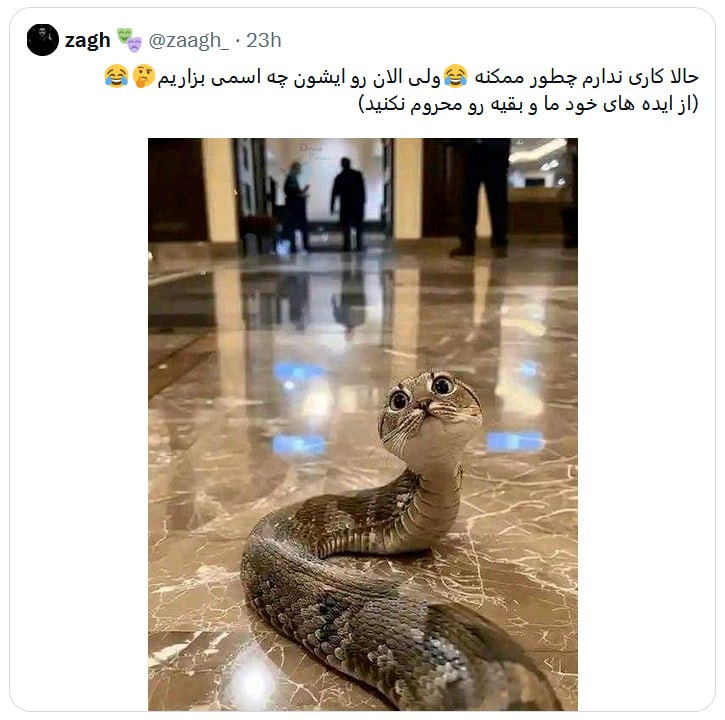 zagh 🎭 @zaagh_ · 23h
حالا کاری ندارم چطور ممکنه 😂ولی الان رو ایشون چه اسمی بزاریم🤔😂
(از ایده های خود ما و بقیه رو محروم نکنید)